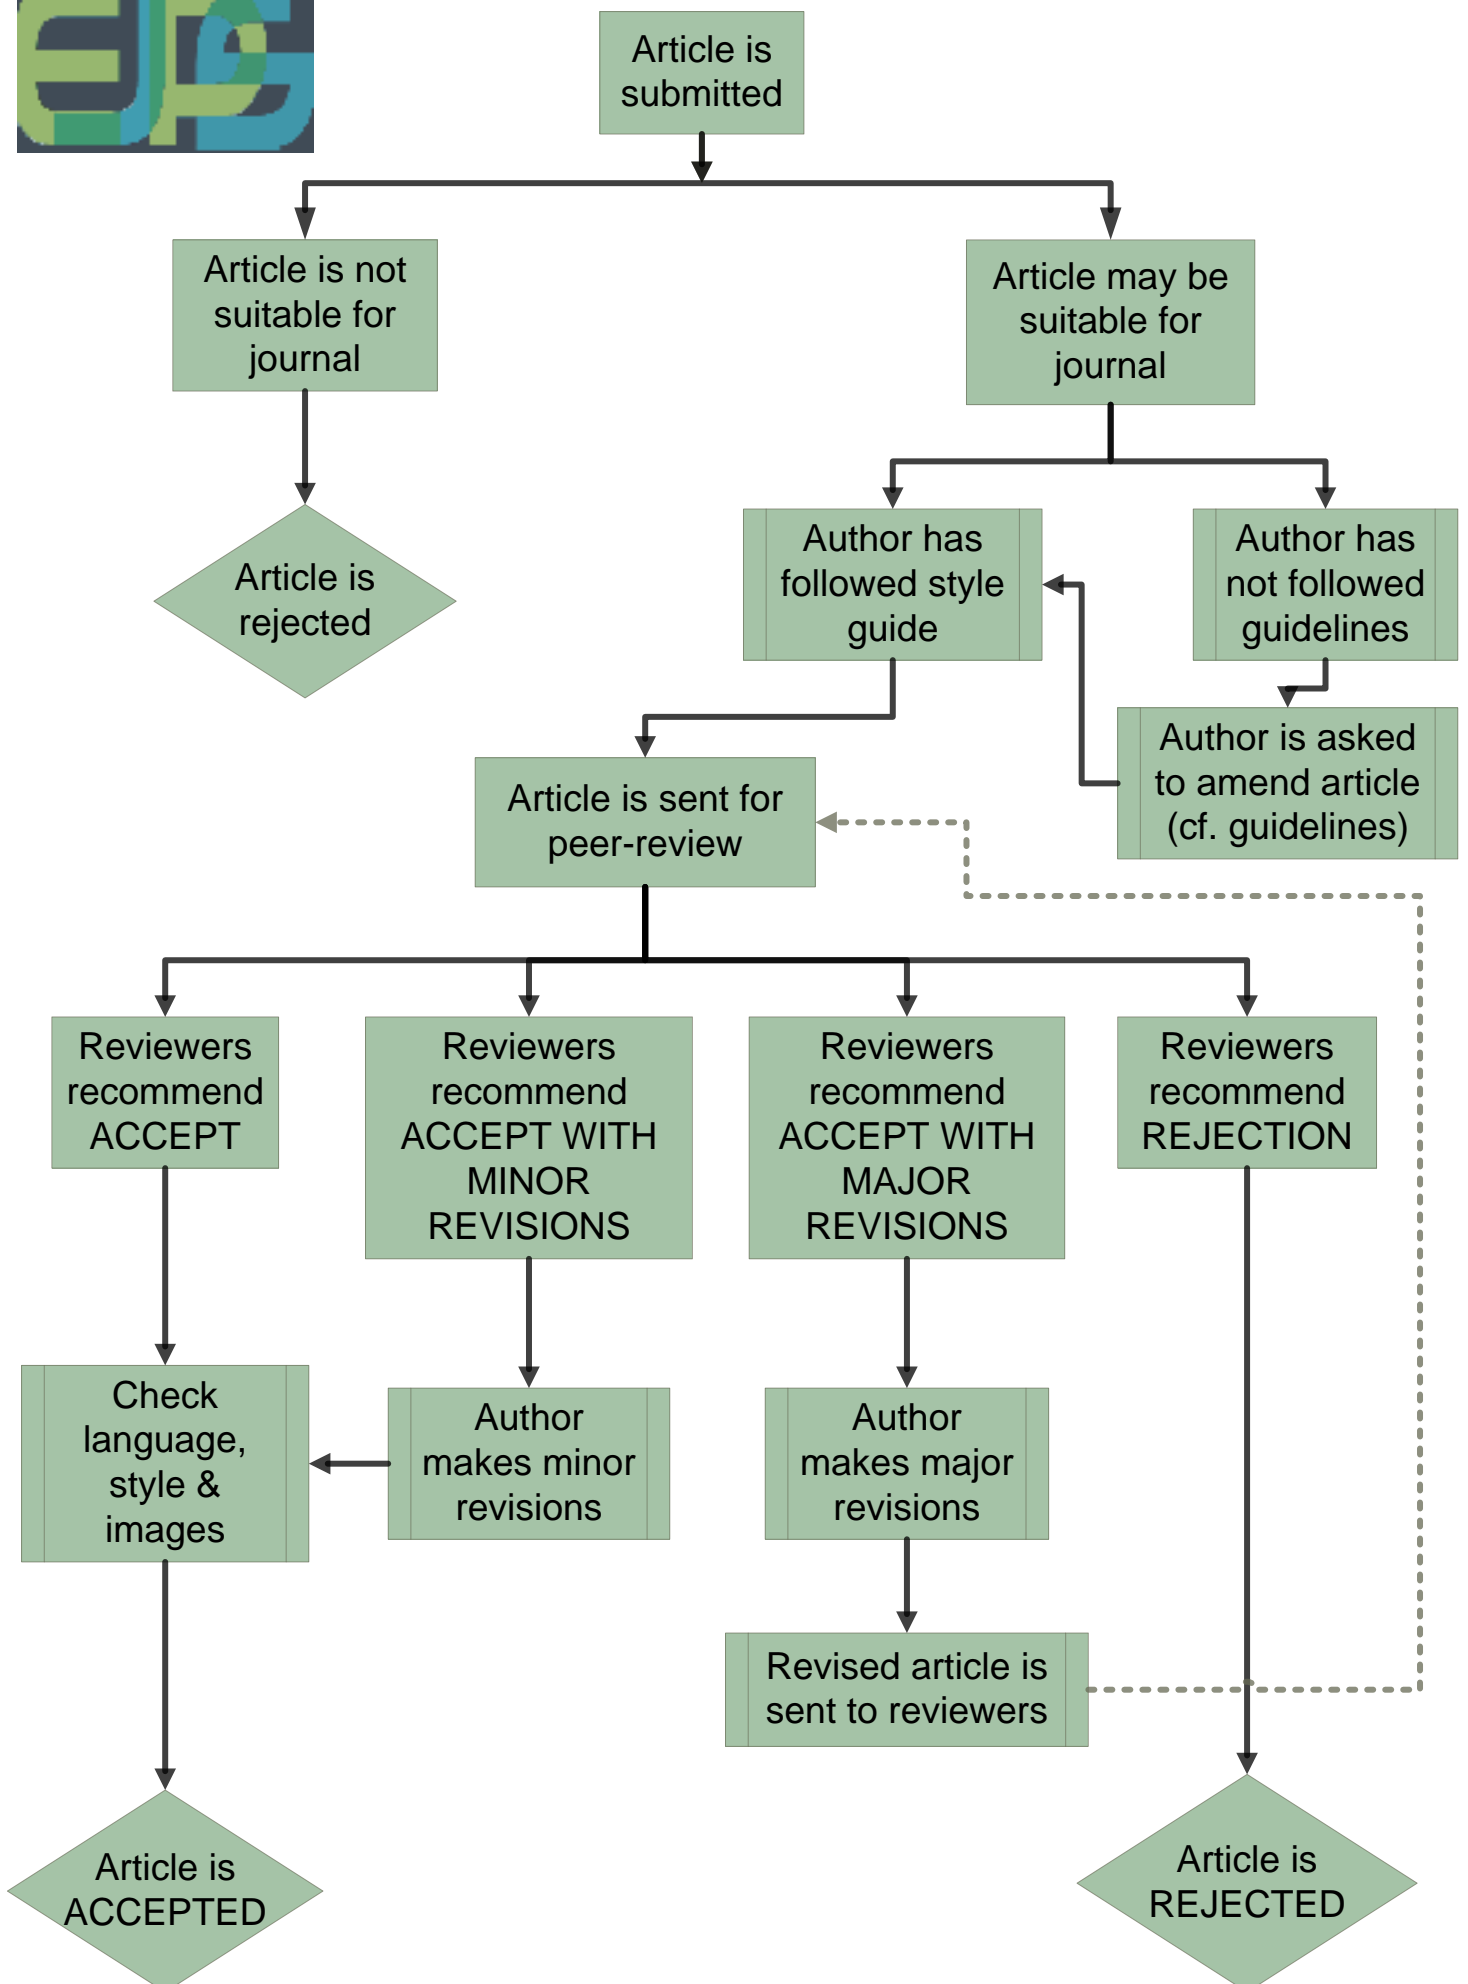 Article is
submitted
Article is not
suitable for
journal
Article may be
suitable for
journal
Article is
rejected
Author has
followed style
guide
Author has
not followed
guidelines
Author is asked
to amend article
(cf. guidelines)
Article is sent for
peer-review
Reviewers
recommend
ACCEPT
Reviewers
recommend
ACCEPT WITH
MINOR
REVISIONS
Reviewers
recommend
ACCEPT WITH
MAJOR
REVISIONS
Reviewers
recommend
REJECTION
Check
language,
style &
images
Author
makes minor
revisions
Author
makes major
revisions
Revised article is
sent to reviewers
Article is
ACCEPTED
Article is
REJECTED